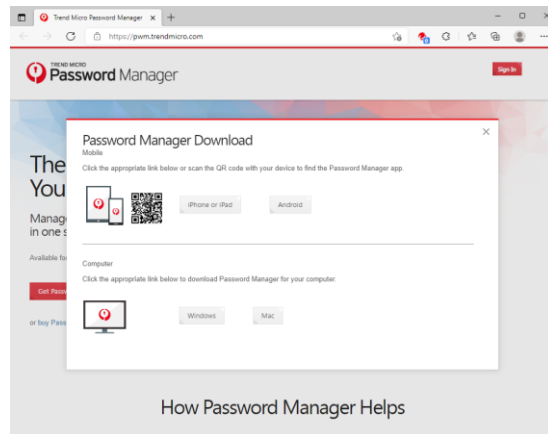 Trend Micro Password Manager
https://pwm.trendmicro.com
TREND MICRO
Password Manager
Sign In
Password Manager Download
Mobile
Click the appropriate link below or scan the QR code with your device to find the Password Manager app.
iPhone or iPad
Android
Computer
Click the appropriate link below to download Password Manager for your computer.
Windows
Mac
The
You
Manag
in one s
Available fo
Get Passw
or buy Pass
How Password Manager Helps